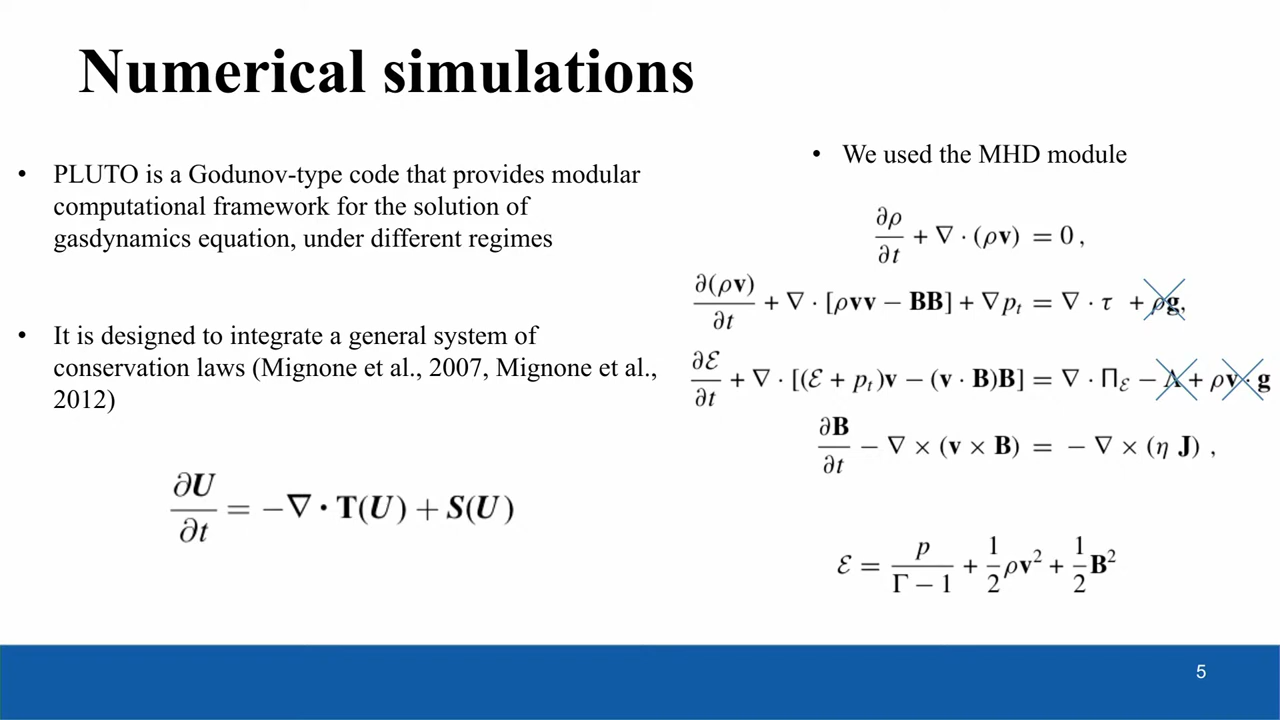 Numerical simulations
• PLUTO is a Godunov-type code that provides modular
computational framework for the solution of
gasdynamics equation, under different regimes
• It is designed to integrate a general system of
conservation laws (Mignone et al., 2007, Mignone et al.,
2012)
∂U/∂t = −∇ · T(U) + S(U)
• We used the MHD module
∂ρ/∂t + ∇ · (ρv) = 0 ,
∂(ρv)/∂t + ∇ · [ρvv − BB] + ∇pₜ = ∇ · τ + ρg,
∂ℰ/∂t + ∇ · [(ℰ + pₜ)v − (v · B)B] = ∇ · Π_ℰ − Λ + ρv · g
∂B/∂t − ∇ × (v × B) = − ∇ × (η J) ,
ℰ = p/(Γ − 1) + 1/2 ρv² + 1/2 B²
5